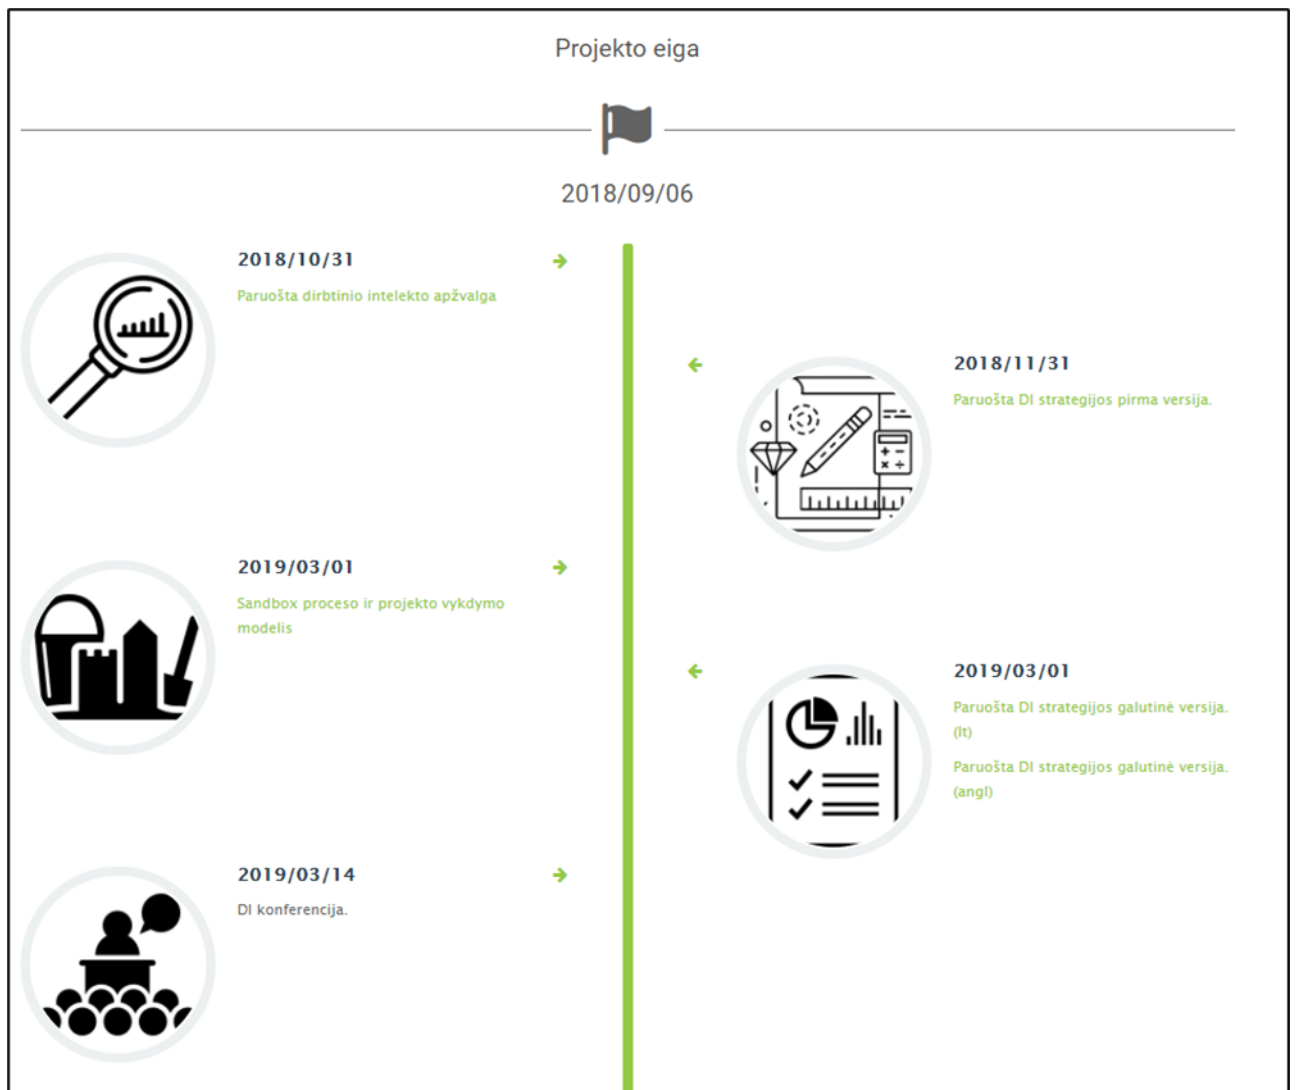 Projekto eiga
2018/09/06
2018/10/31
Paruošta dirbtinio intelekto apžvalga
2018/11/31
Paruošta DI strategijos pirma versija.
2019/03/01
Sandbox proceso ir projekto vykdymo
modelis
2019/03/01
Paruošta DI strategijos galutinė versija.
(lt)
Paruošta DI strategijos galutinė versija.
(angl)
2019/03/14
DI konferencija.